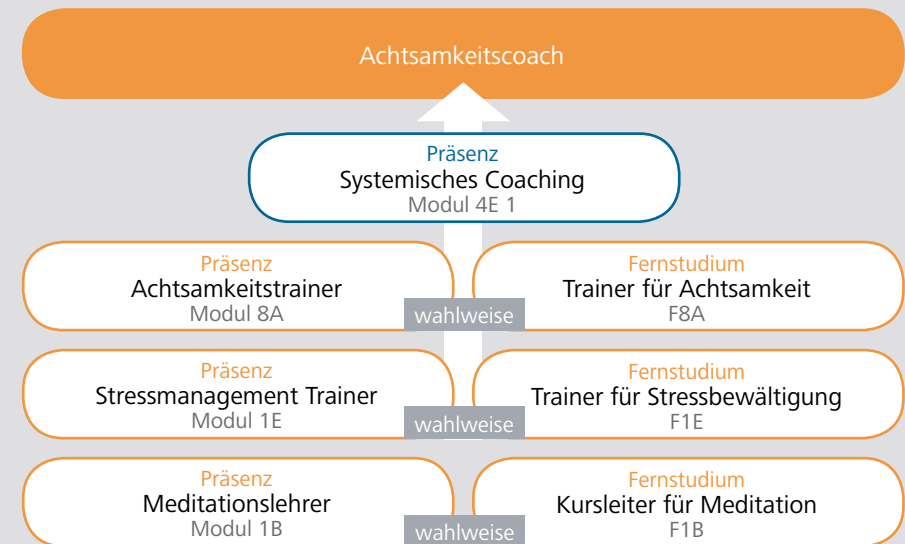 Achtsamkeitscoach
Präsenz
Systemisches Coaching
Modul 4E 1
Präsenz
Achtsamkeitstrainer
Modul 8A
wahlweise
Fernstudium
Trainer für Achtsamkeit
F8A
Präsenz
Stressmanagement Trainer
Modul 1E
wahlweise
Fernstudium
Trainer für Stressbewältigung
F1E
Präsenz
Meditationslehrer
Modul 1B
wahlweise
Fernstudium
Kursleiter für Meditation
F1B